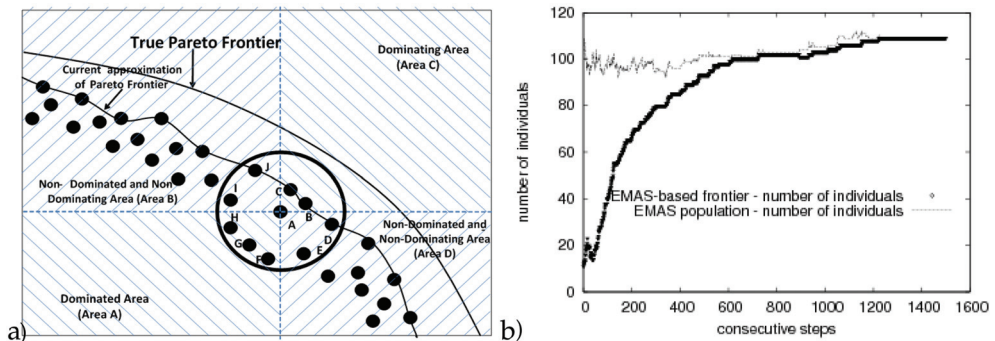 True Pareto Frontier
Dominating Area
(Area C)
Current approximation
of Pareto Frontier
Non- Dominated and Non
Dominating Area (Area B)
J
I
C
B
H
A
D
G
E
F
Non-Dominated and
Non-Dominating Area
(Area D)
Dominated Area
(Area A)
a)
120
100
80
60
40
20
0
number of individuals
EMAS-based frontier - number of individuals
EMAS population - number of individuals
0 200 400 600 800 1000 1200 1400 1600
consecutive steps
b)